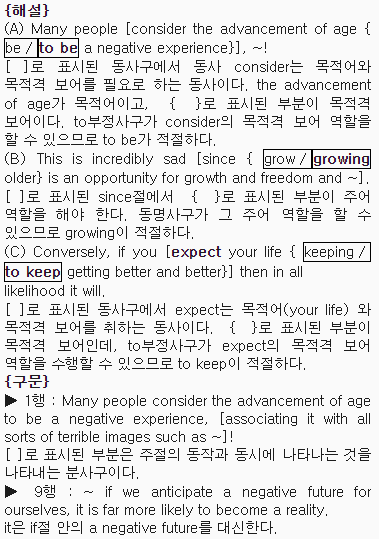 {해설}
(A) Many people [consider the advancement of age {
be / to be a negative experience}], ~!
[ ]로 표시된 동사구에서 동사 consider는 목적어와
목적격 보어를 필요로 하는 동사이다. the advancement
of age가 목적어이고, { }로 표시된 부분이 목적격
보어이다. to부정사구가 consider의 목적격 보어 역할을
할 수 있으므로 to be가 적절하다.
(B) This is incredibly sad [since { grow / growing
older} is an opportunity for growth and freedom and ~].
[ ]로 표시된 since절에서 { }로 표시된 부분이 주어
역할을 해야 한다. 동명사구가 그 주어 역할을 할 수
있으므로 growing이 적절하다.
(C) Conversely, if you [expect your life { keeping /
to keep getting better and better}] then in all
likelihood it will.
[ ]로 표시된 동사구에서 expect는 목적어(your life) 와
목적격 보어를 취하는 동사이다. { }로 표시된 부분이
목적격 보어인데, to부정사구가 expect의 목적격 보어
역할을 수행할 수 있으므로 to keep이 적절하다.
{구문}
▶ 1행 : Many people consider the advancement of age
to be a negative experience, [associating it with all
sorts of terrible images such as ~]!
[ ]로 표시된 부분은 주절의 동작과 동시에 나타나는 것을
나타내는 분사구이다.
▶ 9행 : ~ if we anticipate a negative future for
ourselves, it is far more likely to become a reality.
it은 if절 안의 a negative future를 대신한다.